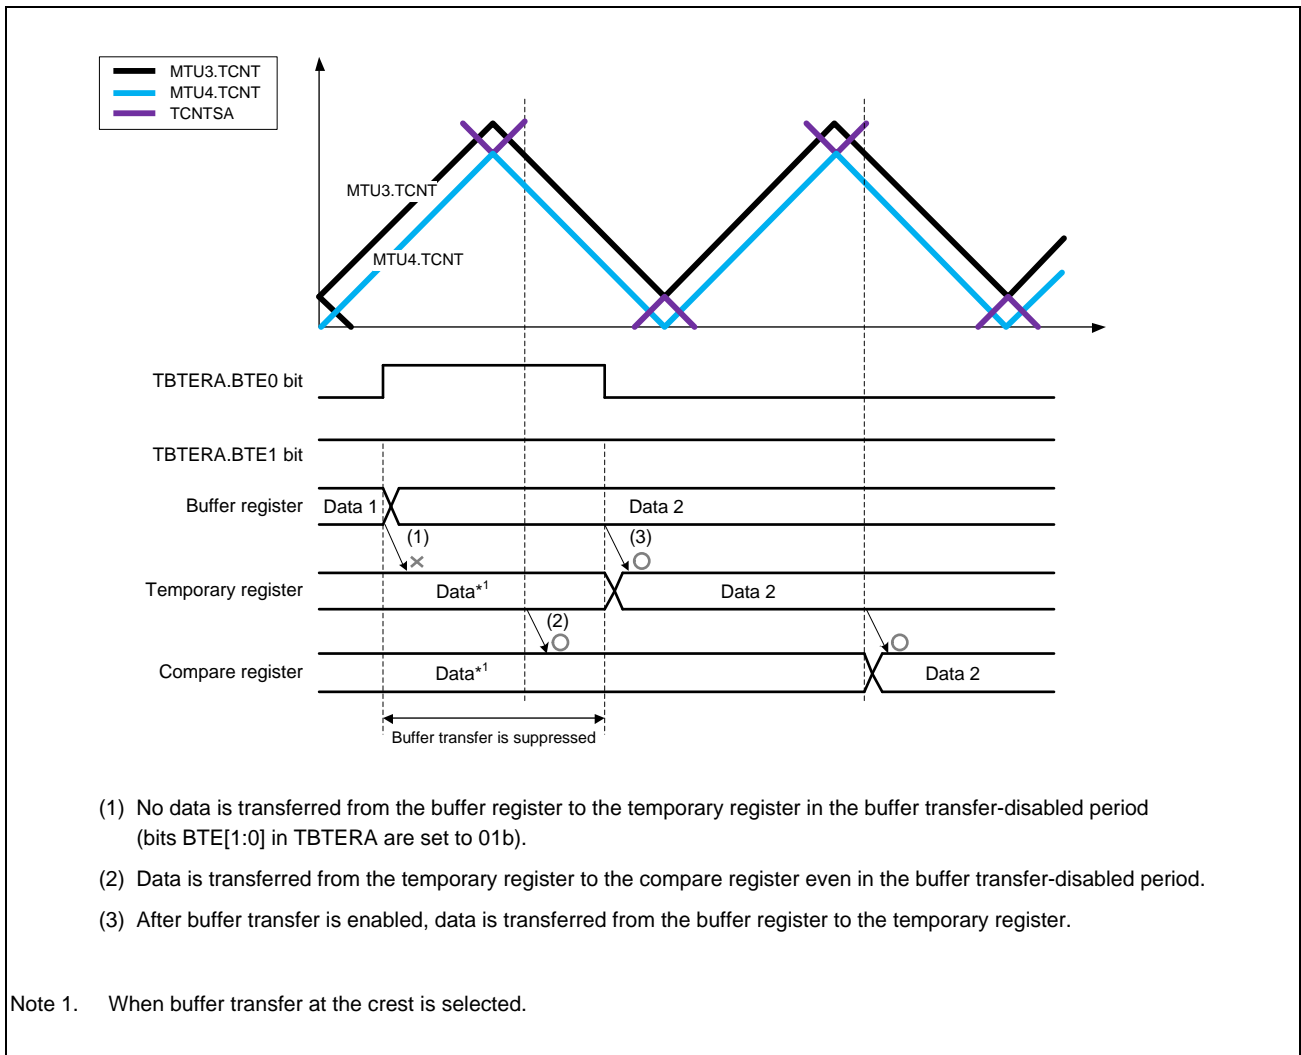 MTU3.TCNT
MTU4.TCNT
TCNTSA
MTU3.TCNT
MTU4.TCNT
TBTERA.BTE0 bit
TBTERA.BTE1 bit
Buffer register Data 1 Data 2
(1) (3)
Temporary register Data*1 Data 2
(2)
Compare register Data*1 Data 2
Buffer transfer is suppressed
(1) No data is transferred from the buffer register to the temporary register in the buffer transfer-disabled period
(bits BTE[1:0] in TBTERA are set to 01b).
(2) Data is transferred from the temporary register to the compare register even in the buffer transfer-disabled period.
(3) After buffer transfer is enabled, data is transferred from the buffer register to the temporary register.
Note 1. When buffer transfer at the crest is selected.